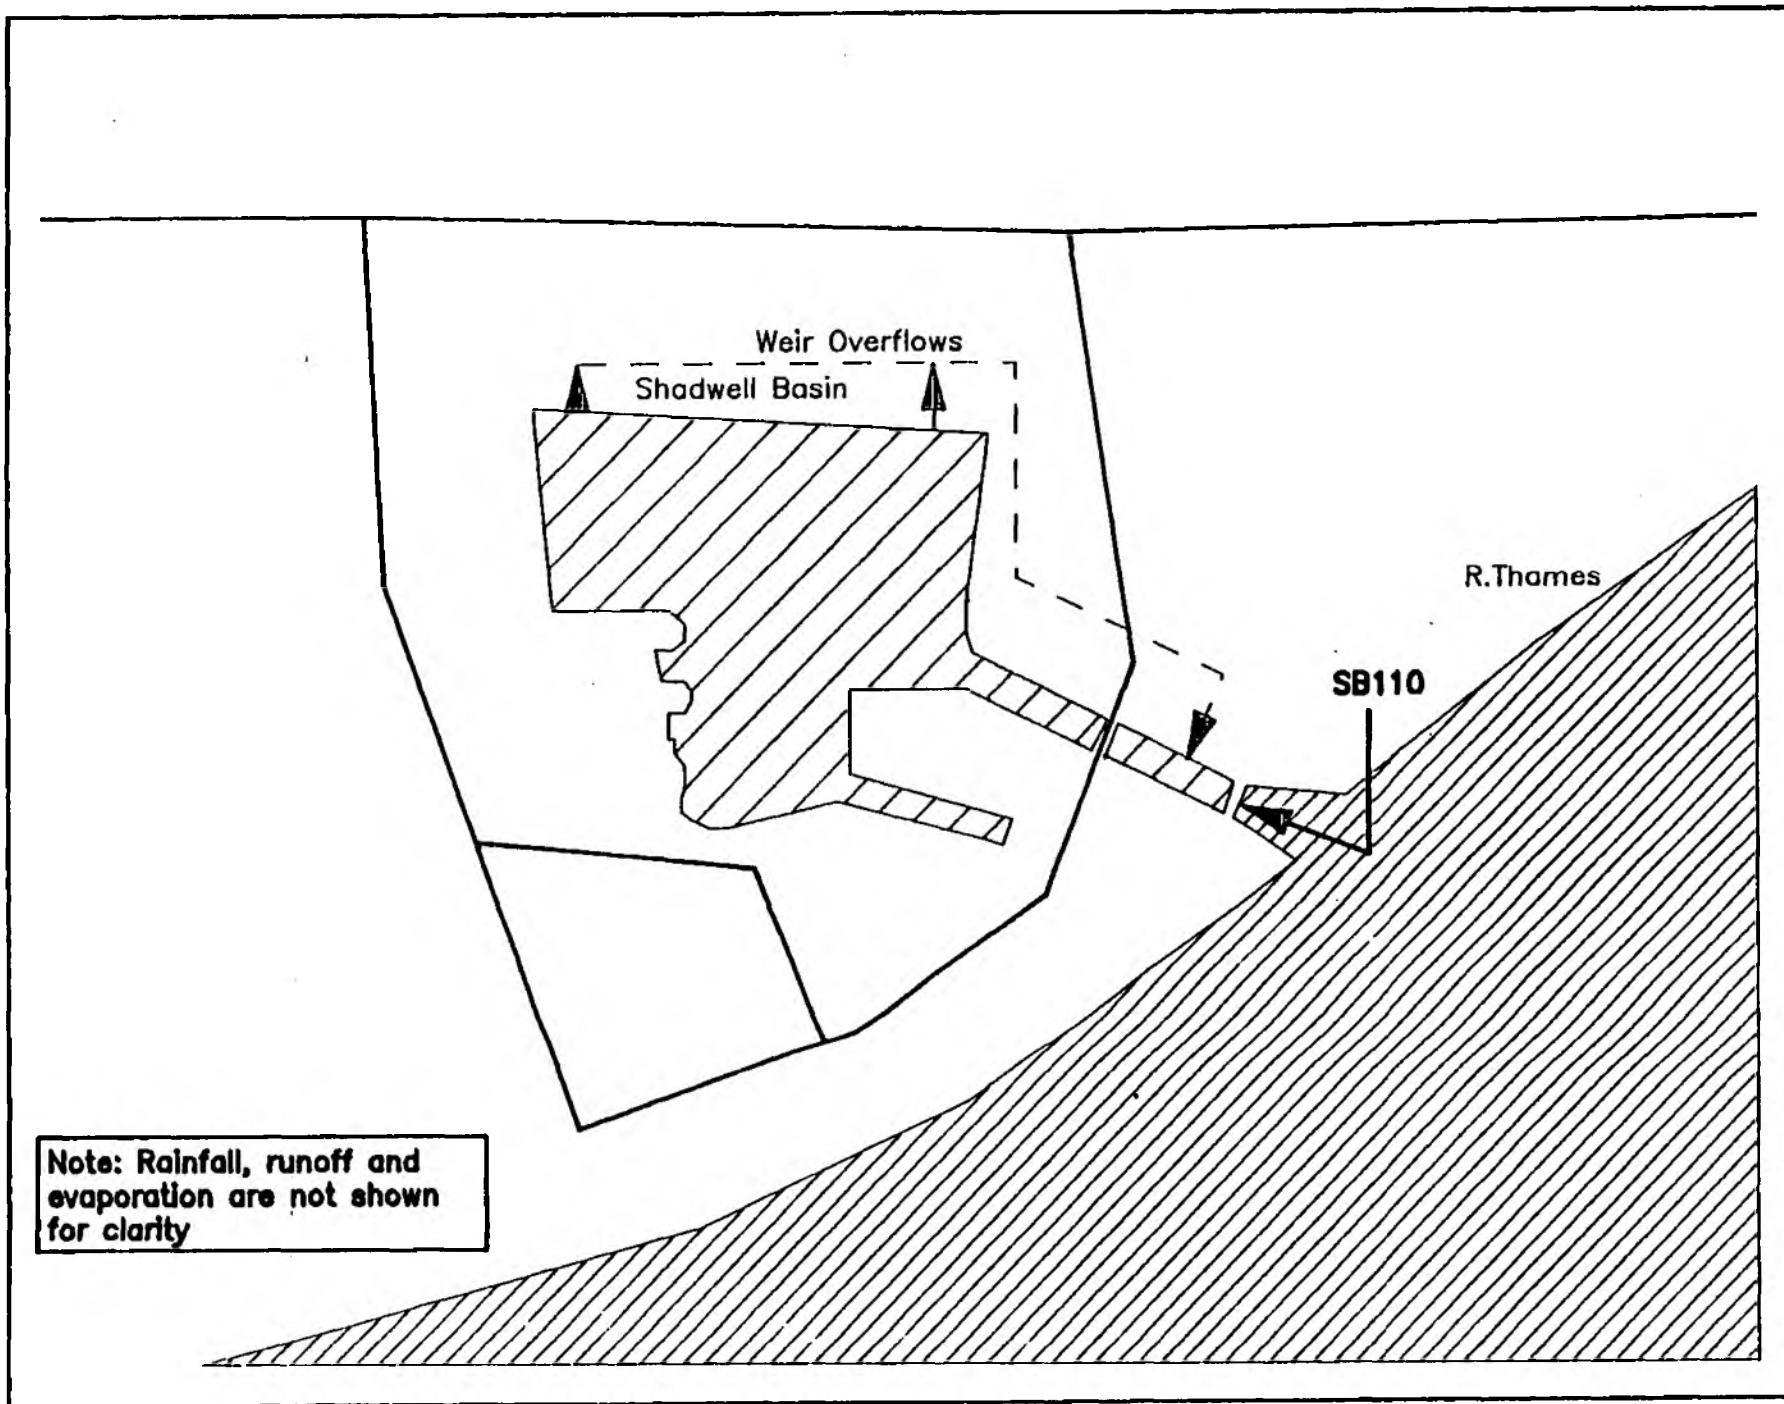 Weir Overflows
Shadwell Basin
R.Thames
SB110
Note: Rainfall, runoff and
evaporation are not shown
for clarity